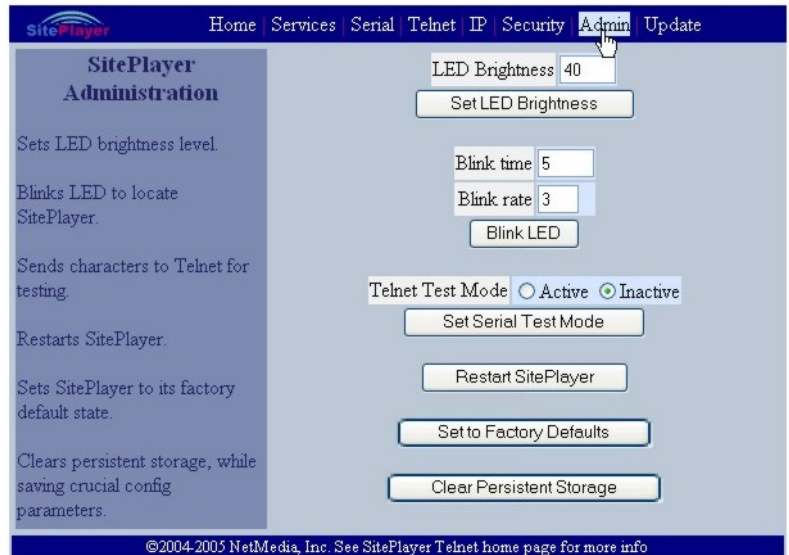 SitePlayer
Home | Services | Serial | Telnet | IP | Security | Admin | Update
SitePlayer
Administration
Sets LED brightness level.
Blinks LED to locate
SitePlayer.
Sends characters to Telnet for
testing.
Restarts SitePlayer.
Sets SitePlayer to its factory
default state.
Clears persistent storage, while
saving crucial config
parameters.
LED Brightness 40
Set LED Brightness
Blink time 5
Blink rate 3
Blink LED
Telnet Test Mode Active Inactive
Set Serial Test Mode
Restart SitePlayer
Set to Factory Defaults
Clear Persistent Storage
©2004-2005 NetMedia, Inc. See SitePlayer Telnet home page for more info